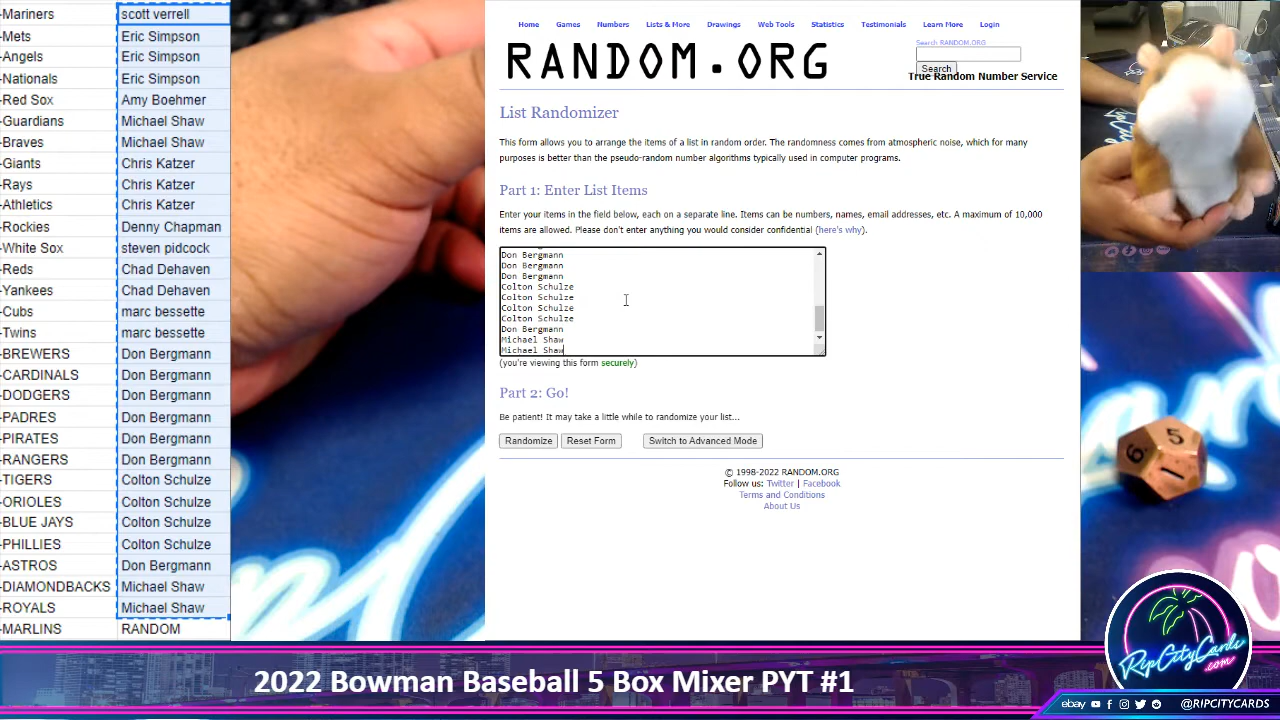 -Mariners scott verrell
-Mets Eric Simpson
-Angels Eric Simpson
-Nationals Eric Simpson
-Red Sox Amy Boehmer
-Guardians Michael Shaw
-Braves Michael Shaw
-Giants Chris Katzer
-Rays Chris Katzer
-Athletics Chris Katzer
-Rockies Denny Chapman
-White Sox steven pidcock
-Reds Chad Dehaven
-Yankees Chad Dehaven
-Cubs marc bessette
-Twins marc bessette
-BREWERS Don Bergmann
-CARDINALS Don Bergmann
-DODGERS Don Bergmann
-PADRES Don Bergmann
-PIRATES Don Bergmann
-RANGERS Don Bergmann
-TIGERS Colton Schulze
-ORIOLES Colton Schulze
-BLUE JAYS Colton Schulze
-PHILLIES Colton Schulze
-ASTROS Don Bergmann
-DIAMONDBACKS Michael Shaw
-ROYALS Michael Shaw
-MARLINS RANDOM
Home Games Numbers Lists & More Drawings Web Tools Statistics Testimonials Learn More Login
RANDOM.ORG
Search RANDOM.ORG
Search
True Random Number Service
List Randomizer
This form allows you to arrange the items of a list in random order. The randomness comes from atmospheric noise, which for many
purposes is better than the pseudo-random number algorithms typically used in computer programs.
Part 1: Enter List Items
Enter your items in the field below, each on a separate line. Items can be numbers, names, email addresses, etc. A maximum of 10,000
items are allowed. Please don't enter anything you would consider confidential (here's why).
Don Bergmann
Don Bergmann
Don Bergmann
Colton Schulze
Colton Schulze
Colton Schulze
Colton Schulze
Don Bergmann
Michael Shaw
Michael Shaw
(you're viewing this form securely)
Part 2: Go!
Be patient! It may take a little while to randomize your list...
Randomize Reset Form Switch to Advanced Mode
© 1998-2022 RANDOM.ORG
Follow us: Twitter | Facebook
Terms and Conditions
About Us
6 5
RipCityCards
.com
2022 Bowman Baseball 5 Box Mixer PYT #1
ebay @RIPCITYCARDS